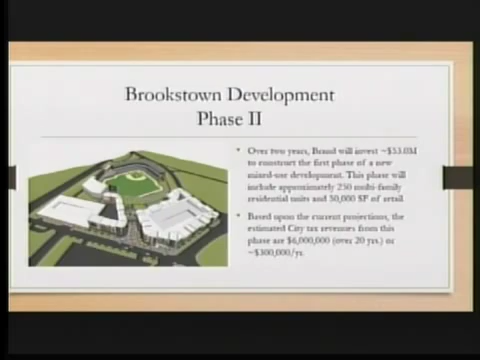 Brookstown Development
Phase II
• Over two years, Brand will invest ~$53.0M
to construct the first phase of a new
mixed-use development. This phase will
include approximately 250 multi-family
residential units and 30,000 SF of retail
• Based upon the current projections, the
estimated City tax revenues from this
phase are $6,000,000 (over 20 yrs.) or
~$300,000/yr.